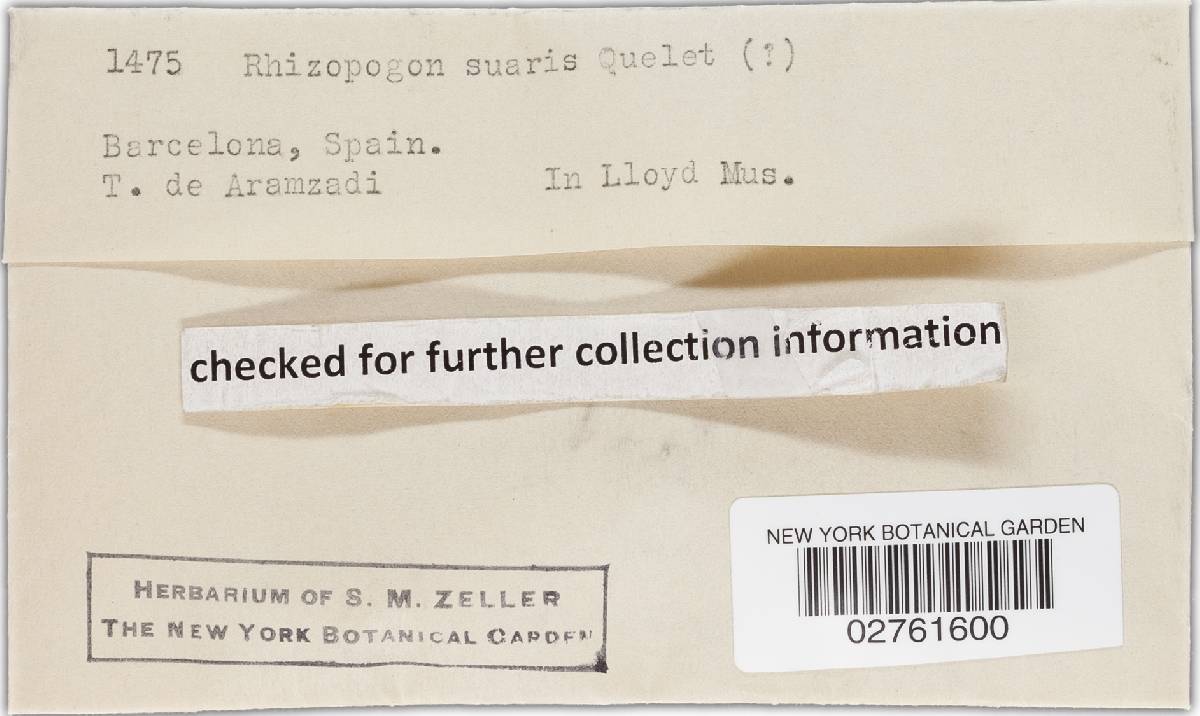 1475 Rhizopogon suaris Quelet (?)
Barcelona, Spain.
T. de Aramzadi In Lloyd Mus.
checked for further collection information
NEW YORK BOTANICAL GARDEN
02761600
HERBARIUM OF S. M. ZELLER
THE NEW YORK BOTANICAL GARDEN